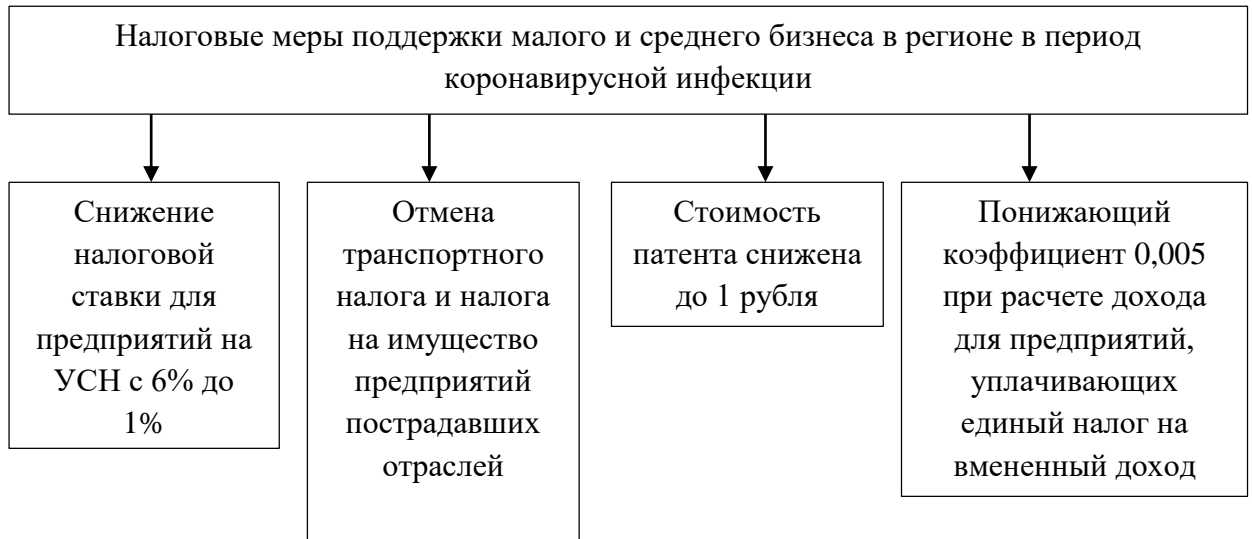 Налоговые меры поддержки малого и среднего бизнеса в регионе в период
коронавирусной инфекции
Снижение
налоговой
ставки для
предприятий на
УСН с 6% до
1%
Отмена
транспортного
налога и налога
на имущество
предприятий
пострадавших
отраслей
Стоимость
патента снижена
до 1 рубля
Понижающий
коэффициент 0,005
при расчете дохода
для предприятий,
уплачивающих
единый налог на
вмененный доход